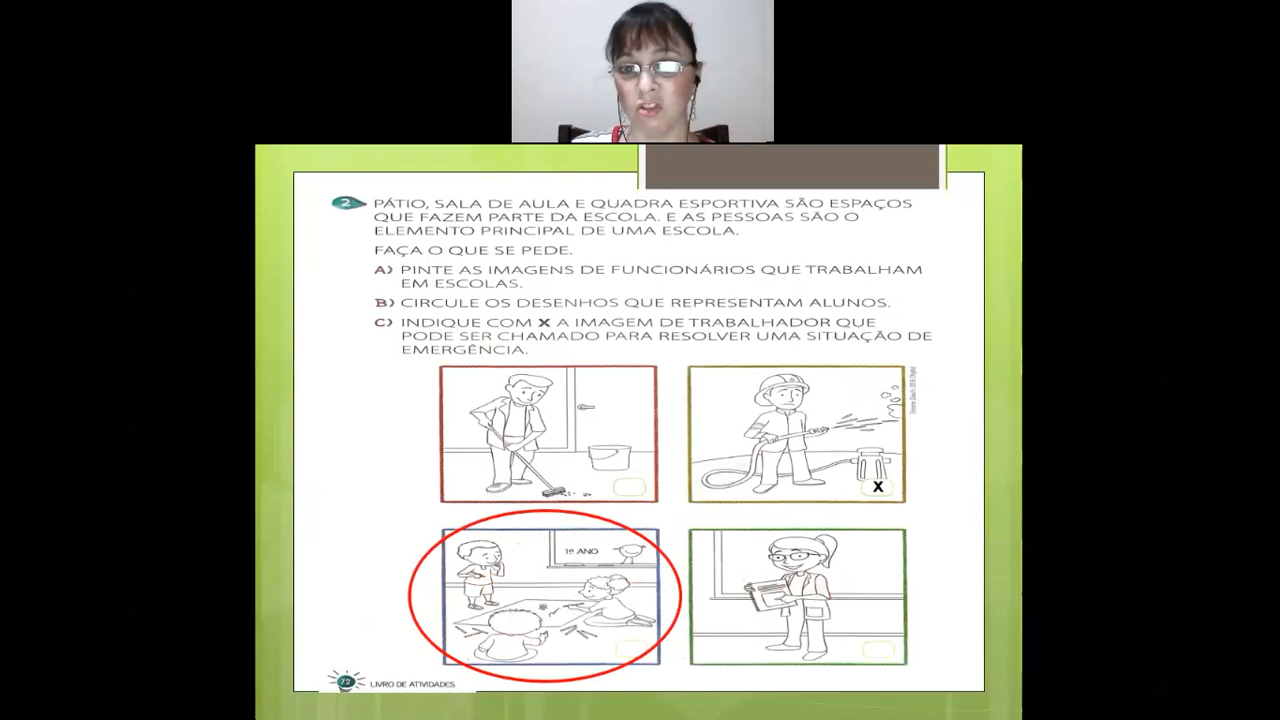 2 PÁTIO, SALA DE AULA E QUADRA ESPORTIVA SÃO ESPAÇOS
QUE FAZEM PARTE DA ESCOLA. E AS PESSOAS SÃO O
ELEMENTO PRINCIPAL DE UMA ESCOLA.
FAÇA O QUE SE PEDE.
A) PINTE AS IMAGENS DE FUNCIONÁRIOS QUE TRABALHAM
EM ESCOLAS.
B) CIRCULE OS DESENHOS QUE REPRESENTAM ALUNOS.
C) INDIQUE COM X A IMAGEM DE TRABALHADOR QUE
PODE SER CHAMADO PARA RESOLVER UMA SITUAÇÃO DE
EMERGÊNCIA.
X
1º ANO
72 LIVRO DE ATIVIDADES